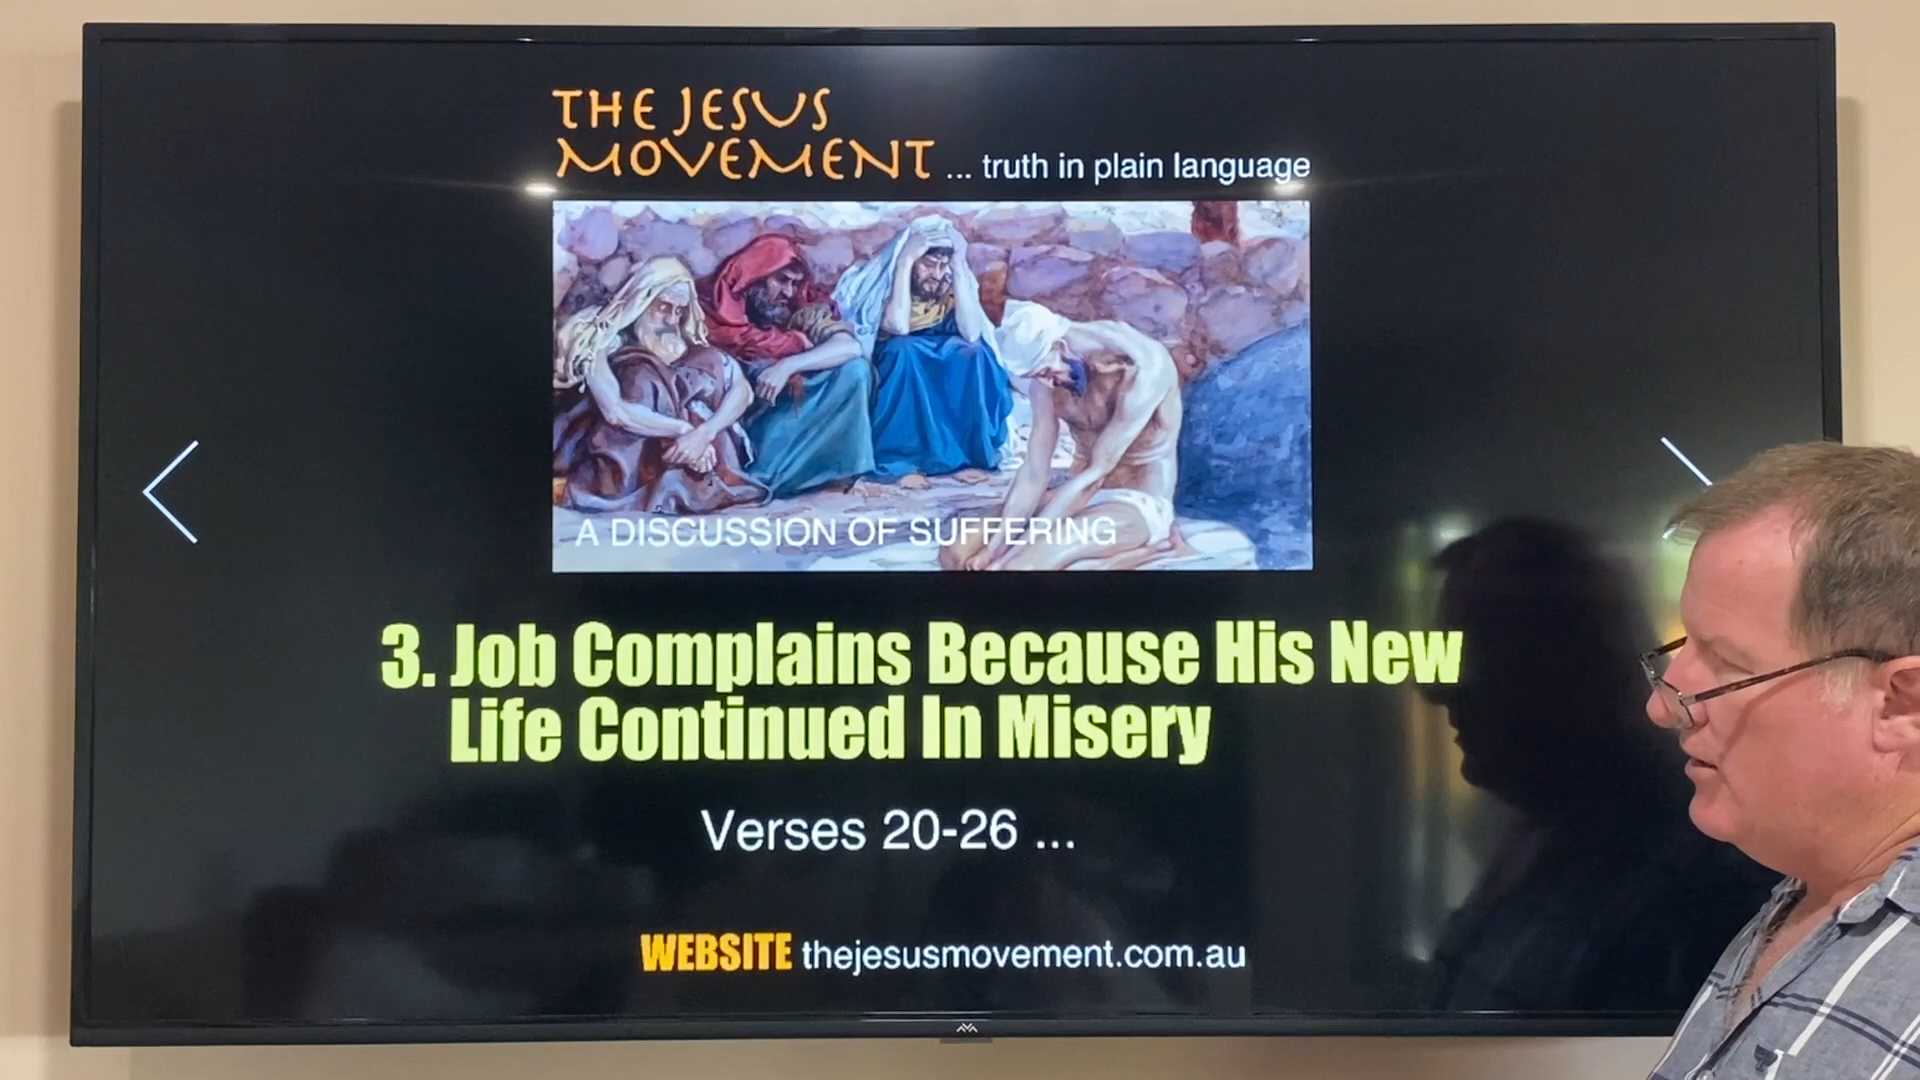 THE JESUS
MOVEMENT ... truth in plain language
A DISCUSSION OF SUFFERING
3. Job Complains Because His New
Life Continued In Misery
Verses 20-26 ...
WEBSITE thejesusmovement.com.au